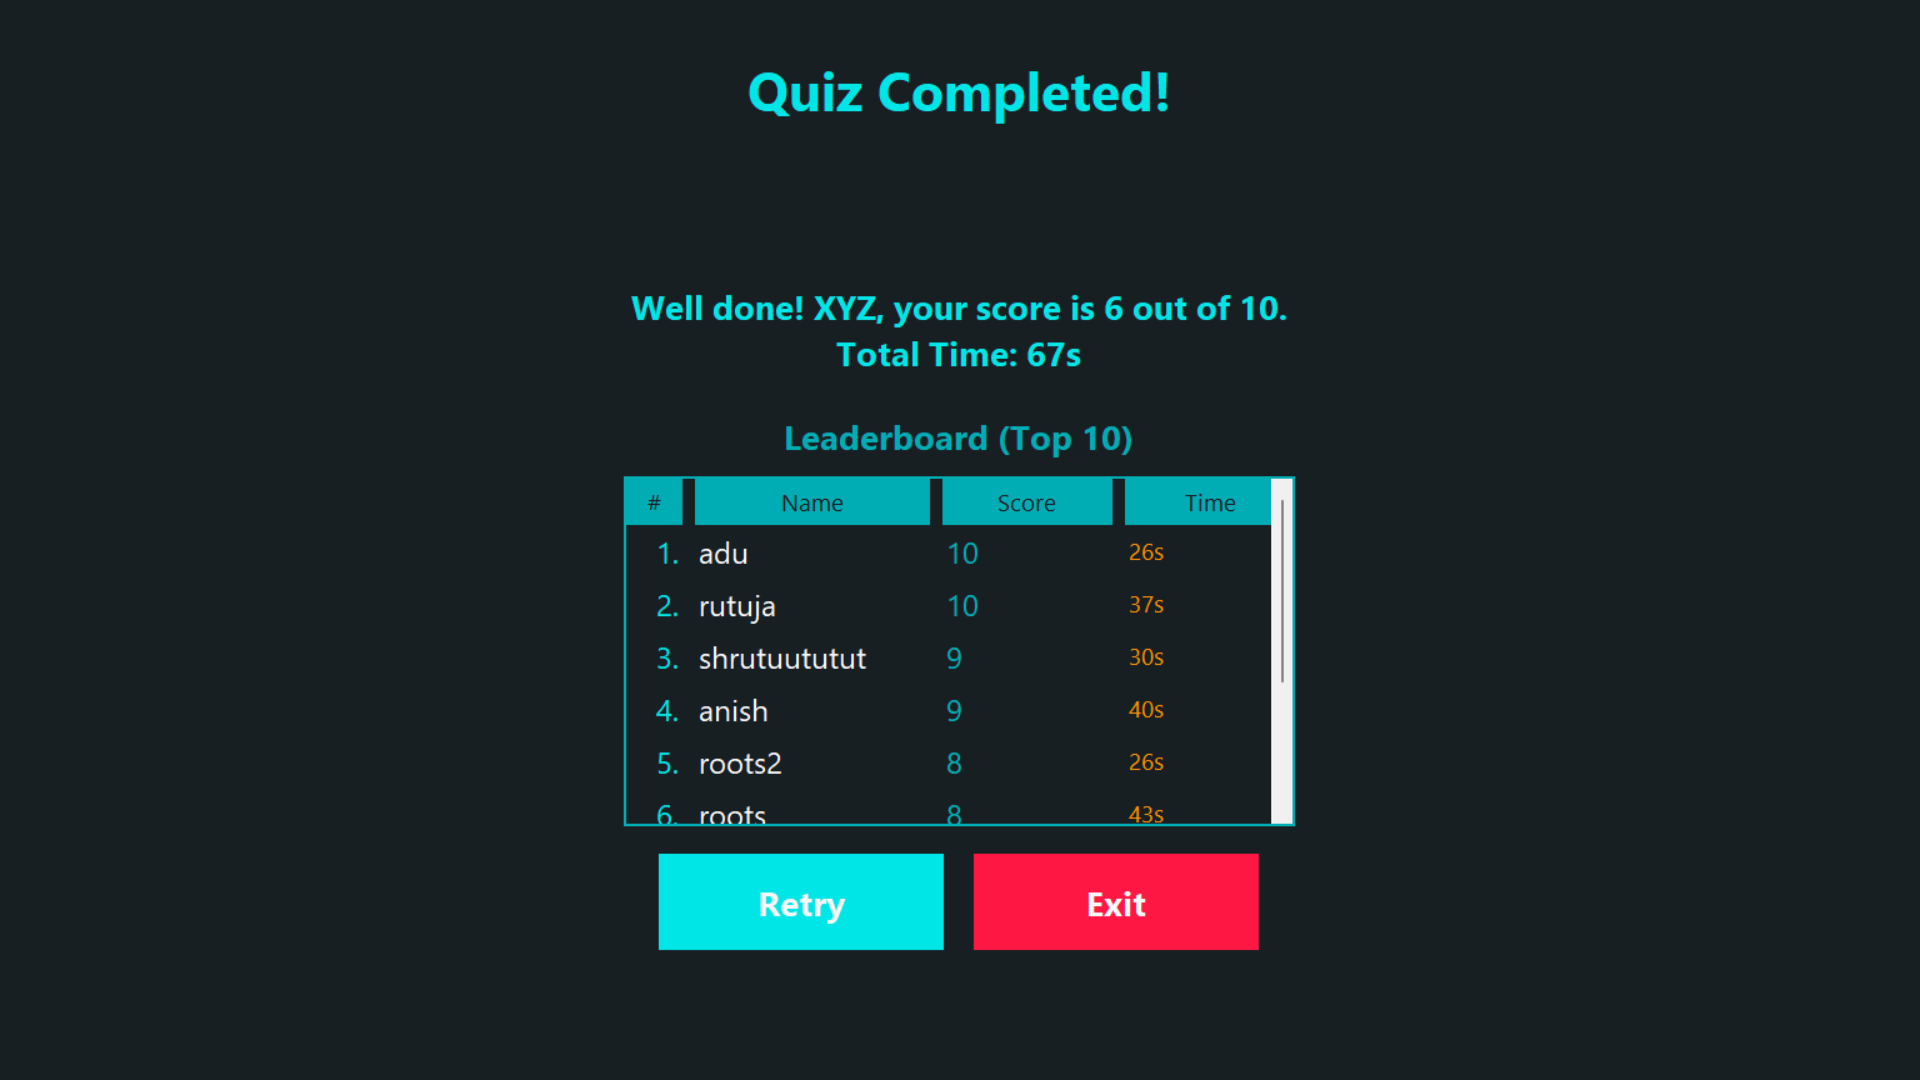 Quiz Completed!
Well done! XYZ, your score is 6 out of 10.
Total Time: 67s
Leaderboard (Top 10)
# Name Score Time
1. adu 10 26s
2. rutuja 10 37s
3. shrutuututut 9 30s
4. anish 9 40s
5. roots2 8 26s
6. roots 8 43s
Retry Exit